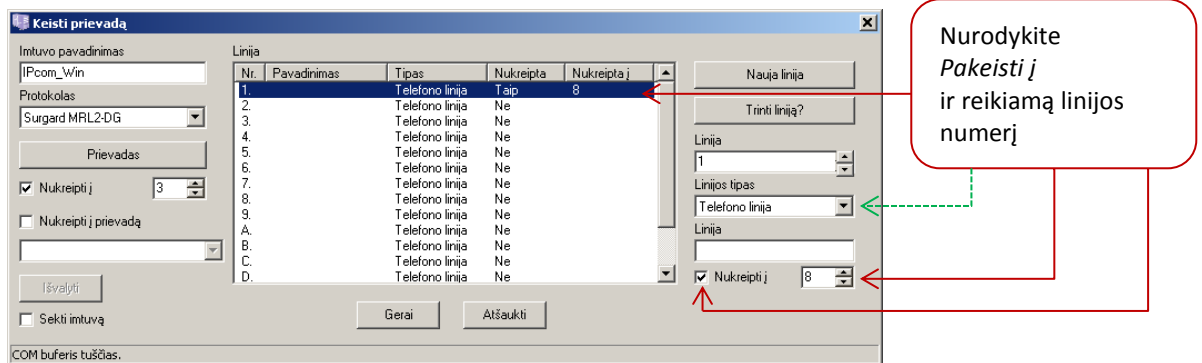 Keisti prievadą
Imtuvo pavadinimas
IPcom_Win
Protokolas
Surgard MRL2-DG
Prievadas
Nukreipti į 3
Nukreipti į prievadą
Išvalyti
Sekti imtuvą
Linija
Nr. Pavadinimas Tipas Nukreipta Nukreipta į
1. Telefono linija Taip 8
2. Telefono linija Ne
3. Telefono linija Ne
4. Telefono linija Ne
5. Telefono linija Ne
6. Telefono linija Ne
7. Telefono linija Ne
8. Telefono linija Ne
9. Telefono linija Ne
A. Telefono linija Ne
B. Telefono linija Ne
C. Telefono linija Ne
D. Telefono linija Ne
Gerai Atšaukti
Nauja linija
Trinti liniją?
Linija
1
Linijos tipas
Telefono linija
Linija
Nukreipti į 8
COM buferis tuščias.
Nurodykite
Pakeisti į
ir reikiamą linijos
numerį